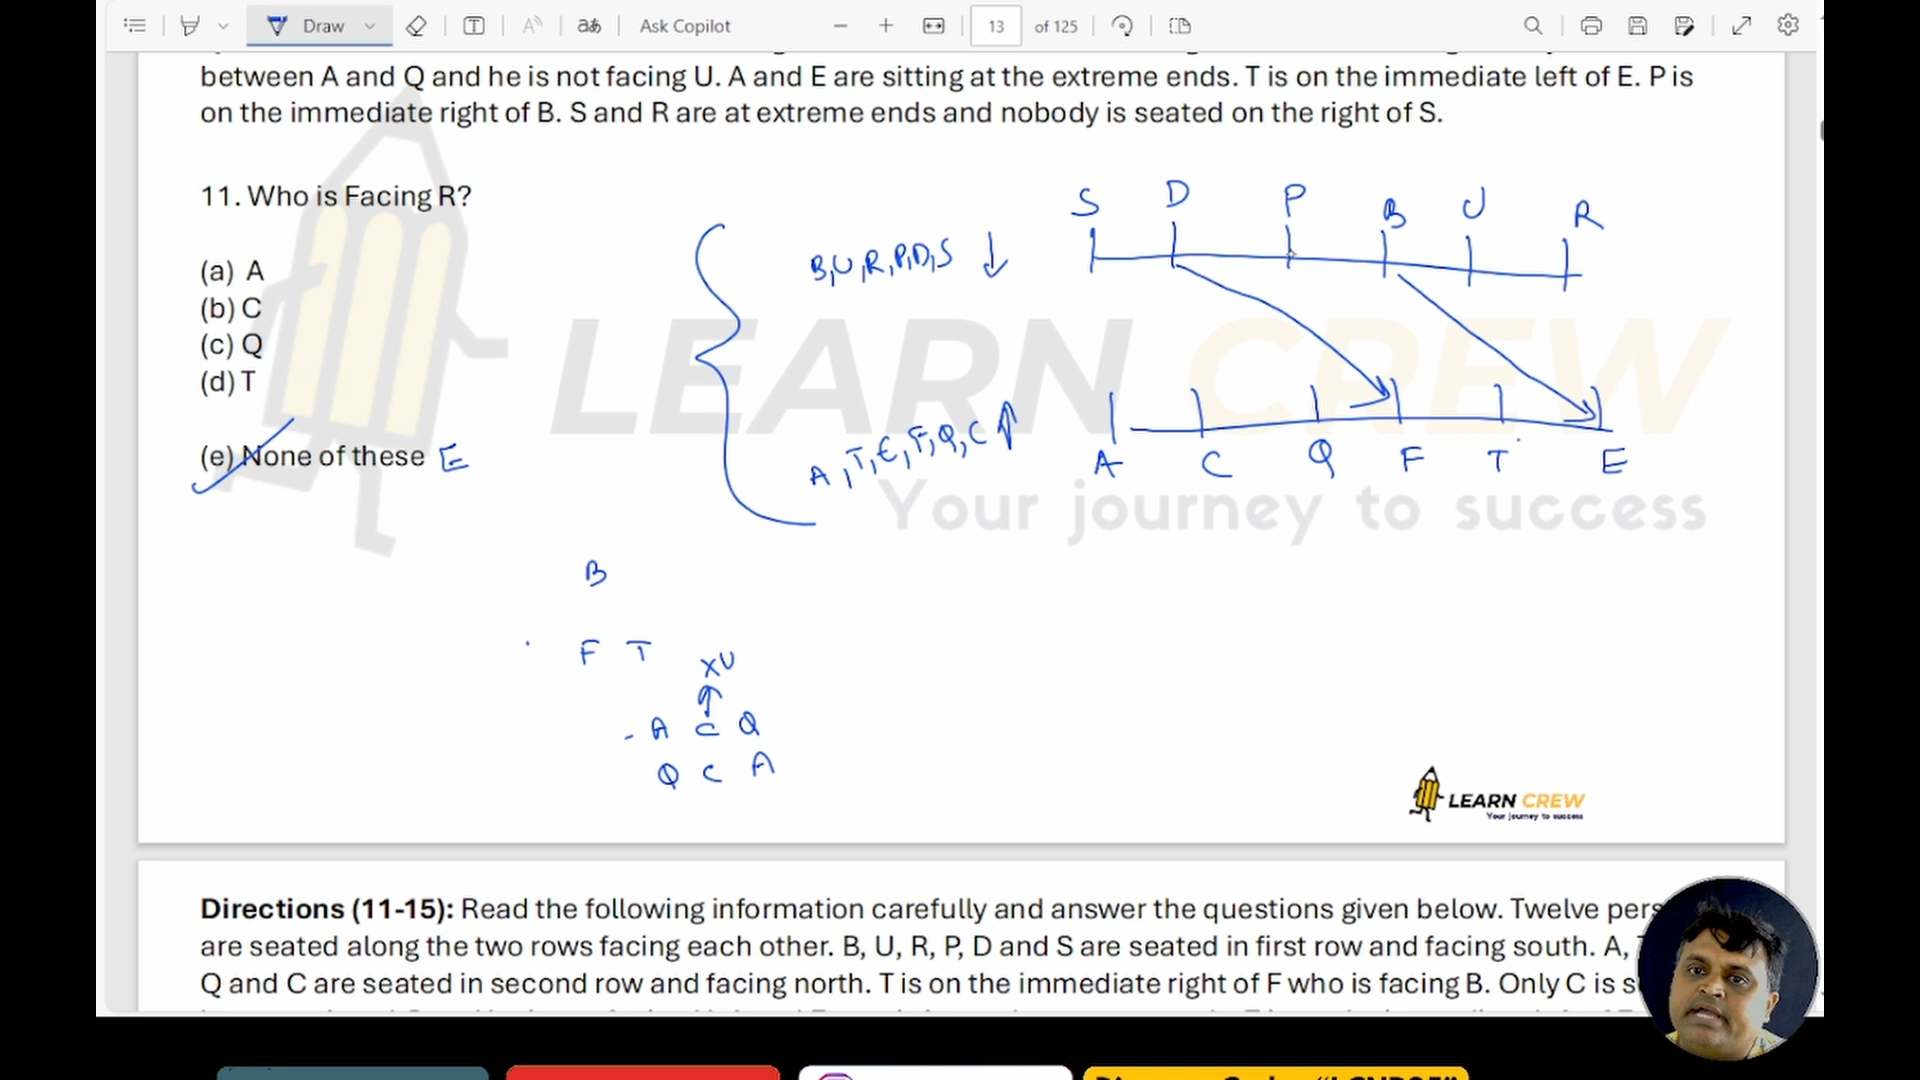 Draw
Ask Copilot
13 of 125
between A and Q and he is not facing U. A and E are sitting at the extreme ends. T is on the immediate left of E. P is
on the immediate right of B. S and R are at extreme ends and nobody is seated on the right of S.
11. Who is Facing R?
(a) A
(b) C
(c) Q
(d) T
(e) None of these E
B,U,R,P,D,S ↓
S D P B U R
A,T,E,F,Q,C ↑
A C Q F T E
LEARN CREW
Your journey to success
B
F T
XU
A C Q
Q C A
LEARN CREW
Your journey to success
Directions (11-15): Read the following information carefully and answer the questions given below. Twelve pers
are seated along the two rows facing each other. B, U, R, P, D and S are seated in first row and facing south. A,
Q and C are seated in second row and facing north. T is on the immediate right of F who is facing B. Only C is s